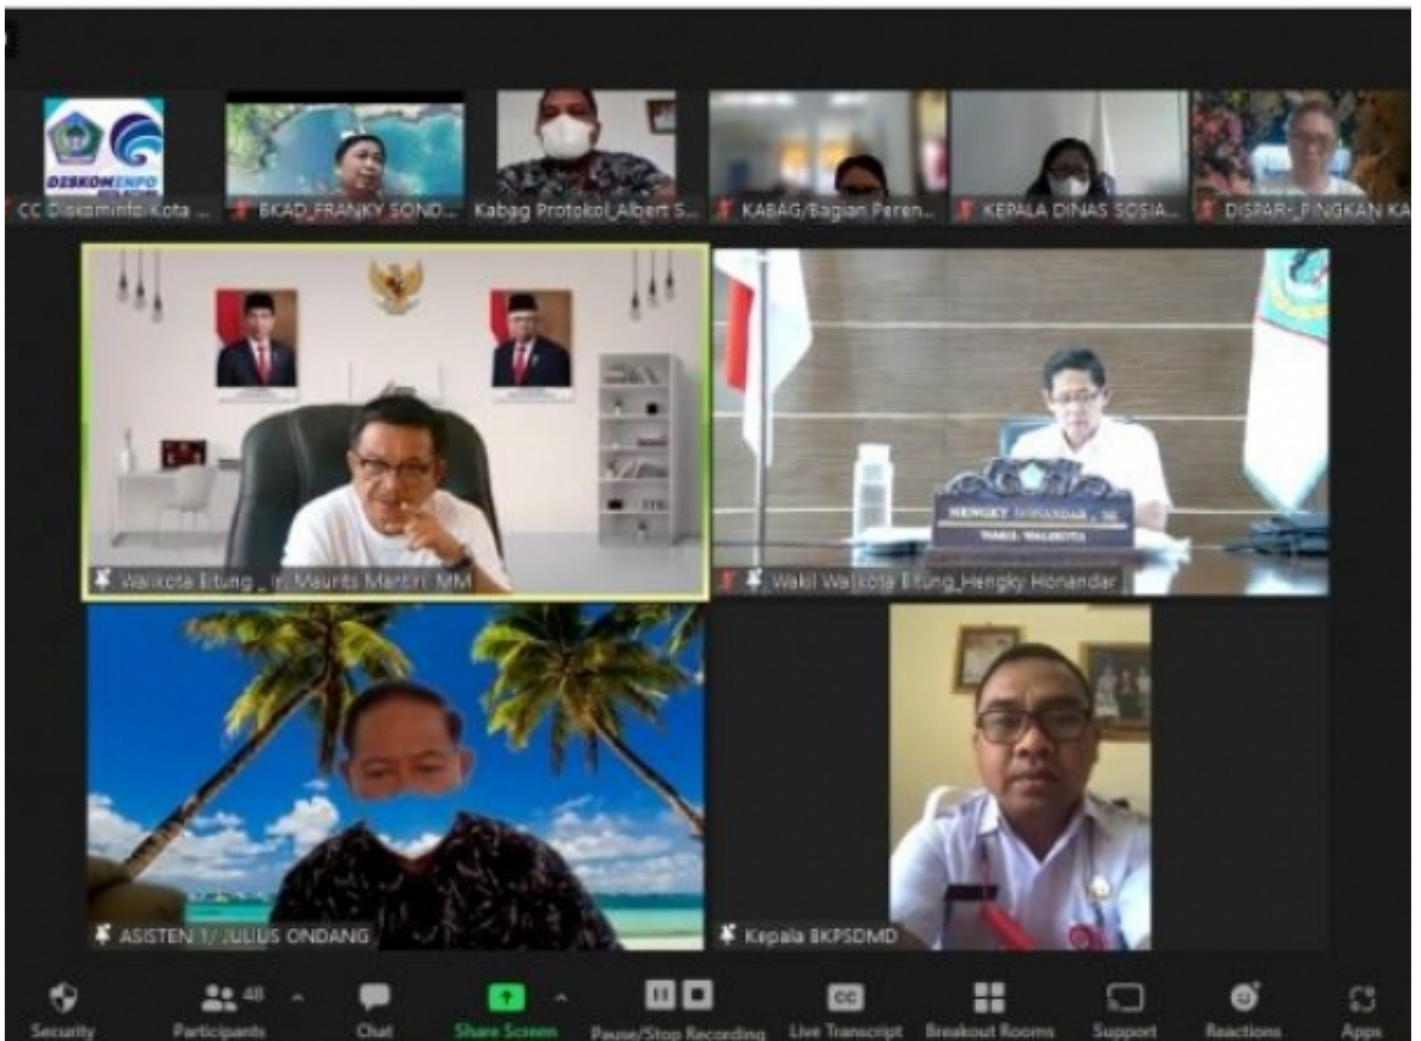 DISKOMINFO
CC Diskominfo Kota ...
BKAD_FRANKY SOND...
Kabag Protokol_Albert S...
KABAG/Bagian Peren...
KEPALA DINAS SOSIA...
DISPAR-_PINGKAN KA
Walikota Bitung _ Ir. Maurits Mantiri. MM
HENGKY HONANDAR, SE
WAKIL WALIKOTA
Wakil Walikota Bitung_Hengky Honandar
ASISTEN 1/ JULIUS ONDANG
Kepala BKPSDMD
Security
48
Participants
Chat
Share Screen
Pause/Stop Recording
CC
Live Transcript
Breakout Rooms
Support
Reactions
Apps